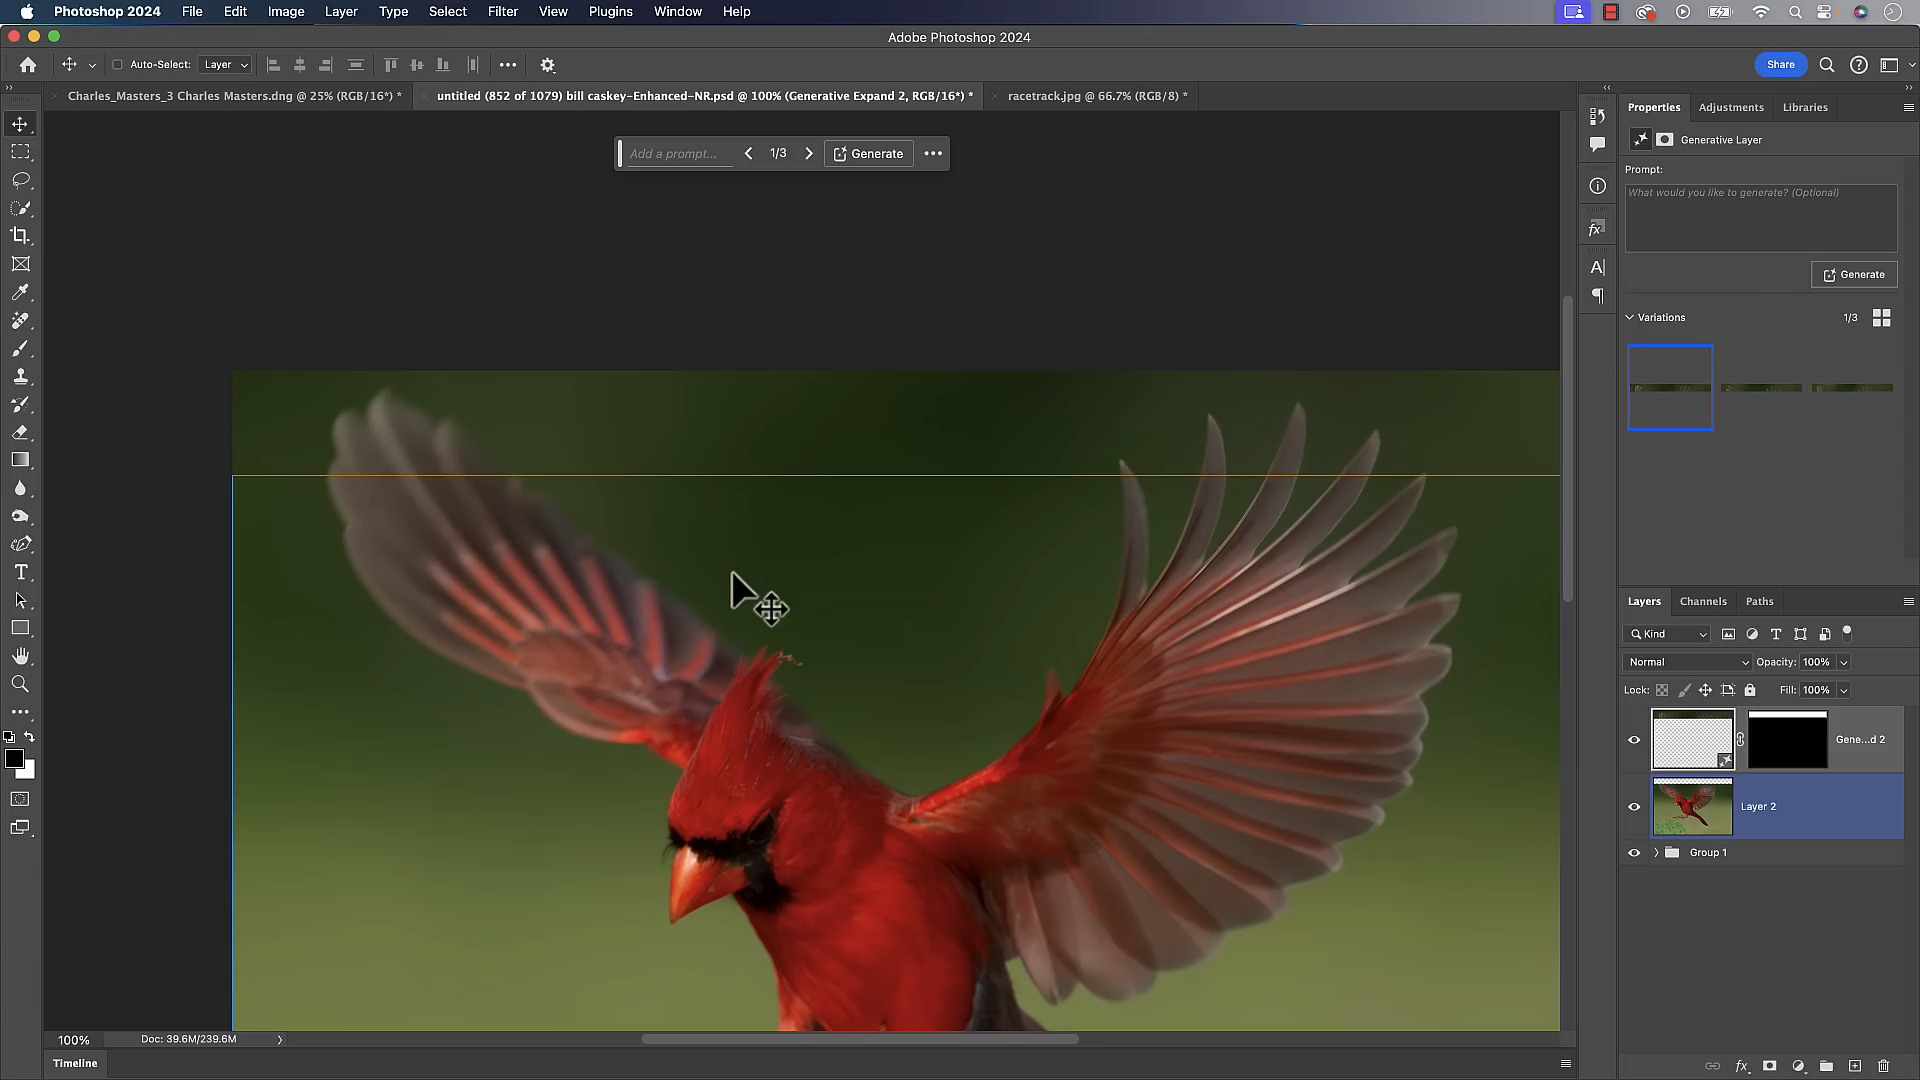 Photoshop 2024 File Edit Image Layer Type Select Filter View Plugins Window Help
Adobe Photoshop 2024
Auto-Select: Layer
Share
Charles_Masters_3 Charles Masters.dng @ 25% (RGB/16*) *
untitled (852 of 1079) bill caskey-Enhanced-NR.psd @ 100% (Generative Expand 2, RGB/16*) *
racetrack.jpg @ 66.7% (RGB/8) *
Properties Adjustments Libraries
Add a prompt... 1/3 Generate
Generative Layer
Prompt:
What would you like to generate? (Optional)
Generate
Variations 1/3
Layers Channels Paths
Kind
Normal Opacity: 100%
Lock: Fill: 100%
Gene...d 2
Layer 2
Group 1
100% Doc: 39.6M/239.6M
Timeline